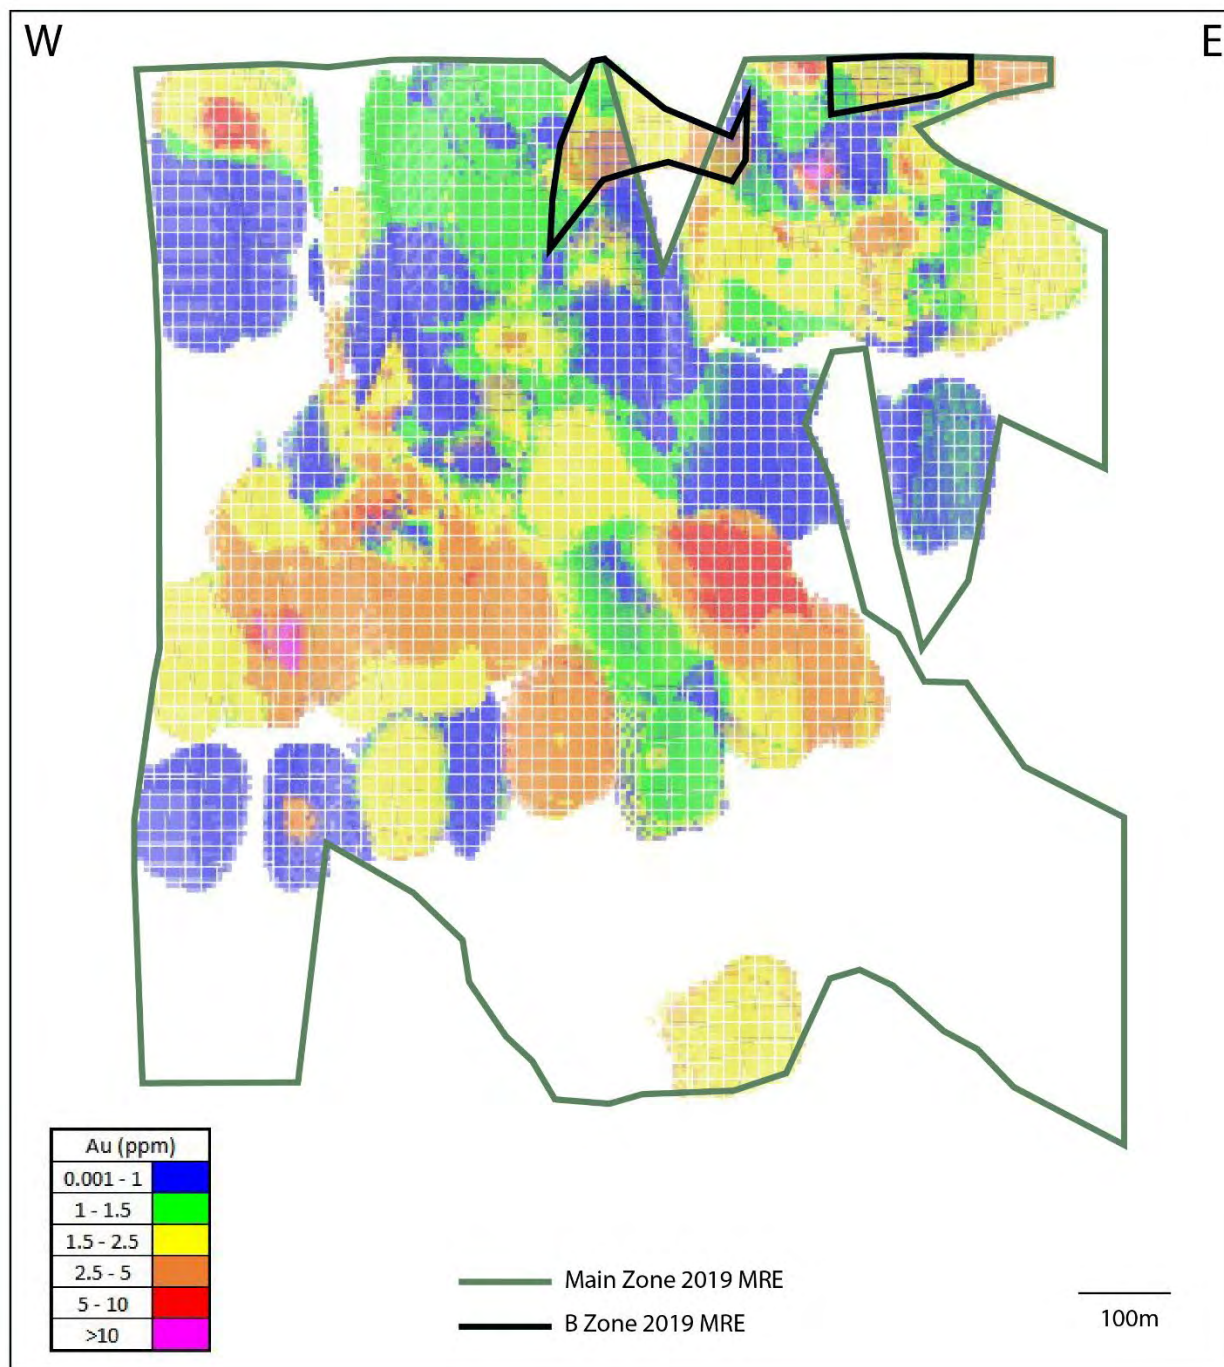 W
E
Au (ppm)
0.001 - 1
1 - 1.5
1.5 - 2.5
2.5 - 5
5 - 10
>10
Main Zone 2019 MRE
B Zone 2019 MRE
100m